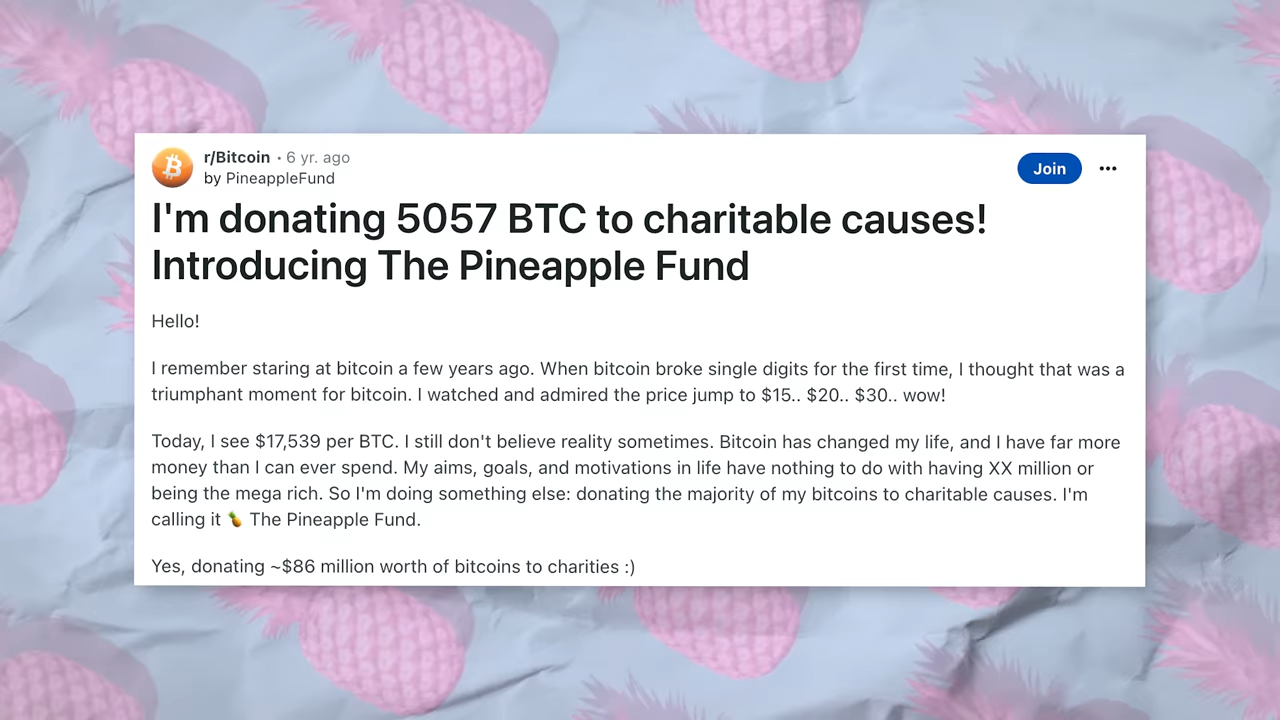 r/Bitcoin • 6 yr. ago
by PineappleFund
Join
I'm donating 5057 BTC to charitable causes!
Introducing The Pineapple Fund
Hello!
I remember staring at bitcoin a few years ago. When bitcoin broke single digits for the first time, I thought that was a
triumphant moment for bitcoin. I watched and admired the price jump to $15.. $20.. $30.. wow!
Today, I see $17,539 per BTC. I still don't believe reality sometimes. Bitcoin has changed my life, and I have far more
money than I can ever spend. My aims, goals, and motivations in life have nothing to do with having XX million or
being the mega rich. So I'm doing something else: donating the majority of my bitcoins to charitable causes. I'm
calling it 🍍 The Pineapple Fund.
Yes, donating ~$86 million worth of bitcoins to charities :)